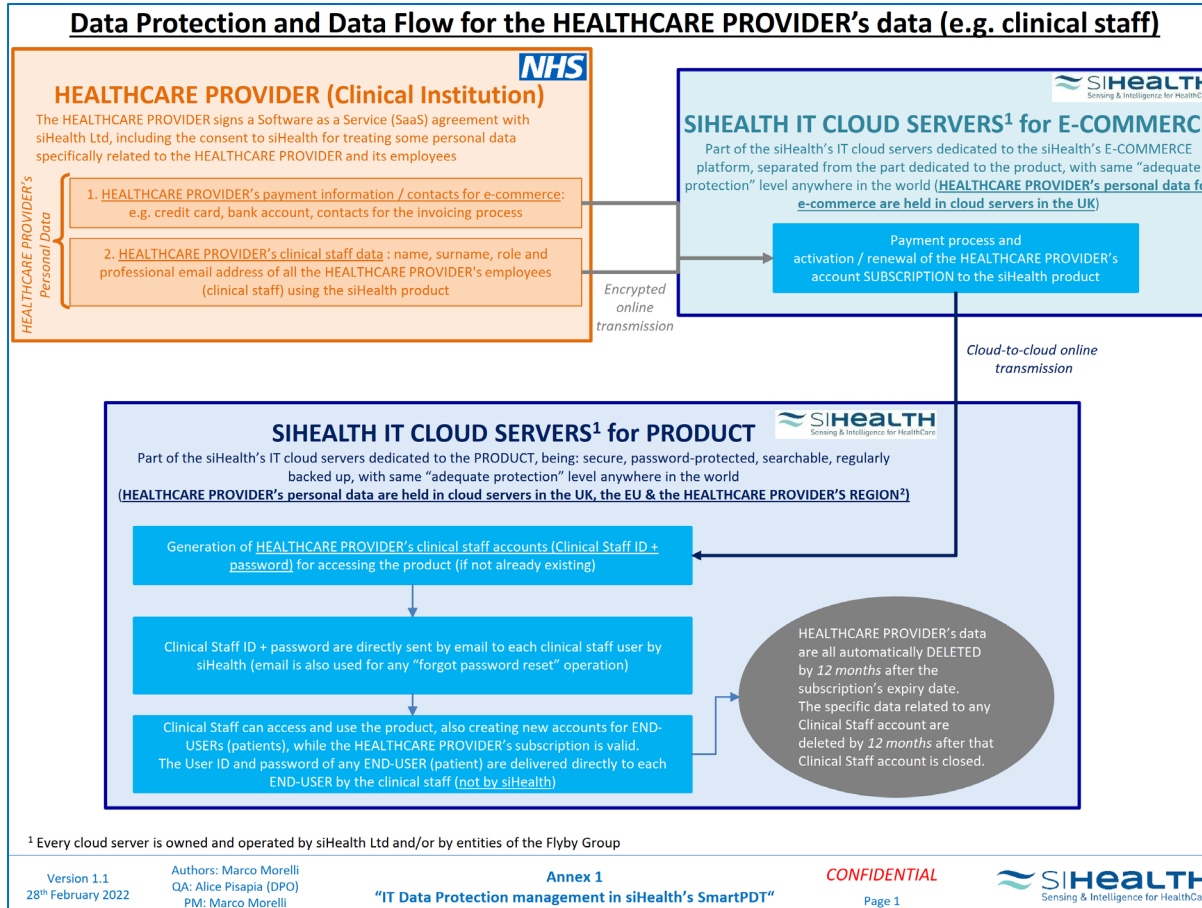 Data Protection and Data Flow for the HEALTHCARE PROVIDER's data (e.g. clinical staff)
NHS
HEALTHCARE PROVIDER (Clinical Institution)
The HEALTHCARE PROVIDER signs a Software as a Service (SaaS) agreement with
siHealth Ltd, including the consent to siHealth for treating some personal data
specifically related to the HEALTHCARE PROVIDER and its employees
HEALTHCARE PROVIDER's
Personal Data
1. HEALTHCARE PROVIDER's payment information / contacts for e-commerce:
e.g. credit card, bank account, contacts for the invoicing process
2. HEALTHCARE PROVIDER's clinical staff data : name, surname, role and
professional email address of all the HEALTHCARE PROVIDER's employees
(clinical staff) using the siHealth product
Encrypted
online
transmission
SIHEALTH
Sensing & Intelligence for HealthCare
SIHEALTH IT CLOUD SERVERS¹ for E-COMMERC
Part of the siHealth's IT cloud servers dedicated to the siHealth's E-COMMERCE
platform, separated from the part dedicated to the product, with same "adequate
protection" level anywhere in the world (HEALTHCARE PROVIDER's personal data fo
e-commerce are held in cloud servers in the UK)
Payment process and
activation / renewal of the HEALTHCARE PROVIDER's
account SUBSCRIPTION to the siHealth product
Cloud-to-cloud online
transmission
SIHEALTH
Sensing & Intelligence for HealthCare
SIHEALTH IT CLOUD SERVERS¹ for PRODUCT
Part of the siHealth's IT cloud servers dedicated to the PRODUCT, being: secure, password-protected, searchable, regularly
backed up, with same "adequate protection" level anywhere in the world
(HEALTHCARE PROVIDER's personal data are held in cloud servers in the UK, the EU & the HEALTHCARE PROVIDER'S REGION²)
Generation of HEALTHCARE PROVIDER's clinical staff accounts (Clinical Staff ID +
password) for accessing the product (if not already existing)
Clinical Staff ID + password are directly sent by email to each clinical staff user by
siHealth (email is also used for any "forgot password reset" operation)
Clinical Staff can access and use the product, also creating new accounts for END-
USERs (patients), while the HEALTHCARE PROVIDER's subscription is valid.
The User ID and password of any END-USER (patient) are delivered directly to each
END-USER by the clinical staff (not by siHealth)
HEALTHCARE PROVIDER's data
are all automatically DELETED
by 12 months after the
subscription's expiry date.
The specific data related to any
Clinical Staff account are
deleted by 12 months after that
Clinical Staff account is closed.
¹ Every cloud server is owned and operated by siHealth Ltd and/or by entities of the Flyby Group
Version 1.1
28th February 2022
Authors: Marco Morelli
QA: Alice Pisapia (DPO)
PM: Marco Morelli
Annex 1
"IT Data Protection management in siHealth's SmartPDT"
CONFIDENTIAL
Page 1
SIHEALTH
Sensing & Intelligence for HealthCar